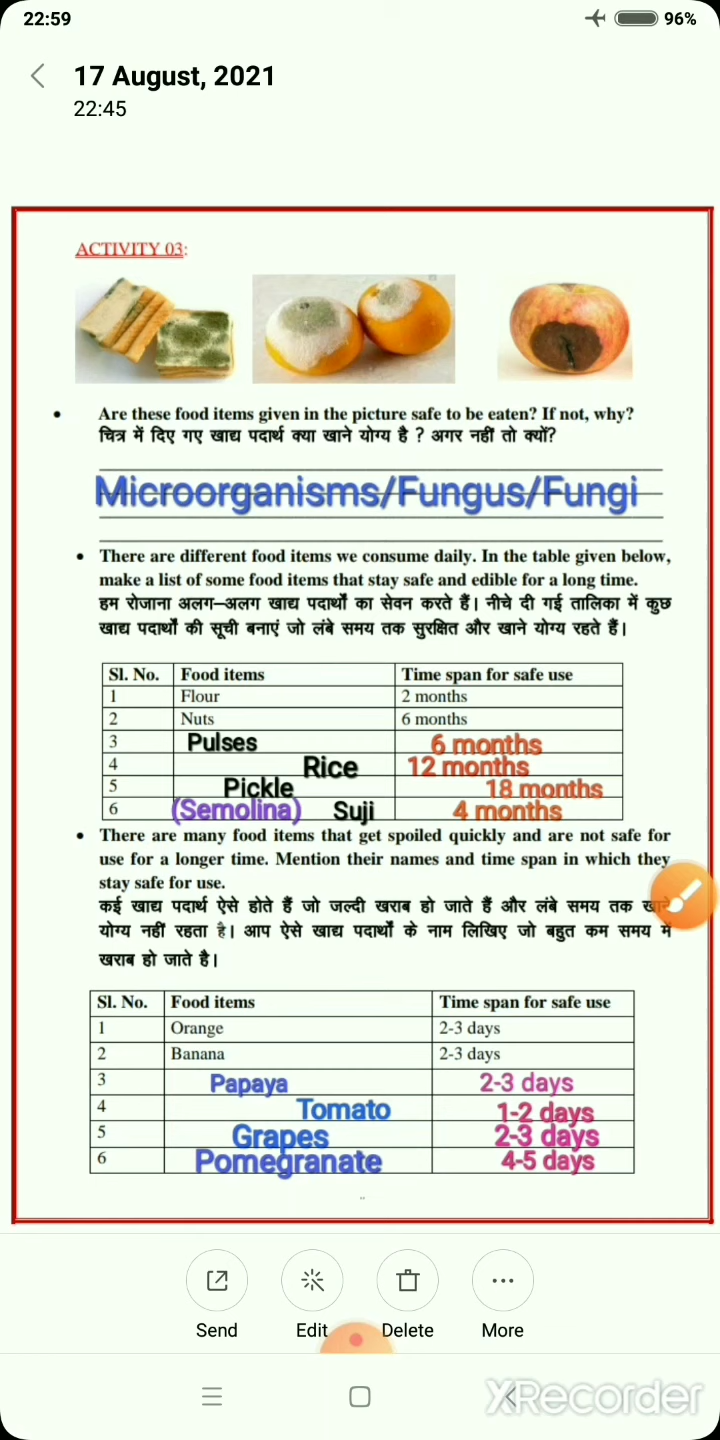 22:59
96%
17 August, 2021
22:45
ACTIVITY 03:
• Are these food items given in the picture safe to be eaten? If not, why?
चित्र में दिए गए खाद्य पदार्थ क्या खाने योग्य है ? अगर नहीं तो क्यों?
Microorganisms/Fungus/Fungi
• There are different food items we consume daily. In the table given below,
make a list of some food items that stay safe and edible for a long time.
हम रोजाना अलग–अलग खाद्य पदार्थों का सेवन करते हैं। नीचे दी गई तालिका में कुछ
खाद्य पदार्थों की सूची बनाएं जो लंबे समय तक सुरक्षित और खाने योग्य रहते हैं।
Sl. No. Food items Time span for safe use
1 Flour 2 months
2 Nuts 6 months
3 Pulses 6 months
4 Rice 12 months
5 Pickle 18 months
6 (Semolina) Suji 4 months
• There are many food items that get spoiled quickly and are not safe for
use for a longer time. Mention their names and time span in which they
stay safe for use.
कई खाद्य पदार्थ ऐसे होते हैं जो जल्दी खराब हो जाते हैं और लंबे समय तक खाने
योग्य नहीं रहता है। आप ऐसे खाद्य पदार्थों के नाम लिखिए जो बहुत कम समय में
खराब हो जाते है।
Sl. No. Food items Time span for safe use
1 Orange 2-3 days
2 Banana 2-3 days
3 Papaya 2-3 days
4 Tomato 1-2 days
5 Grapes 2-3 days
6 Pomegranate 4-5 days
Send Edit Delete More
XRecorder